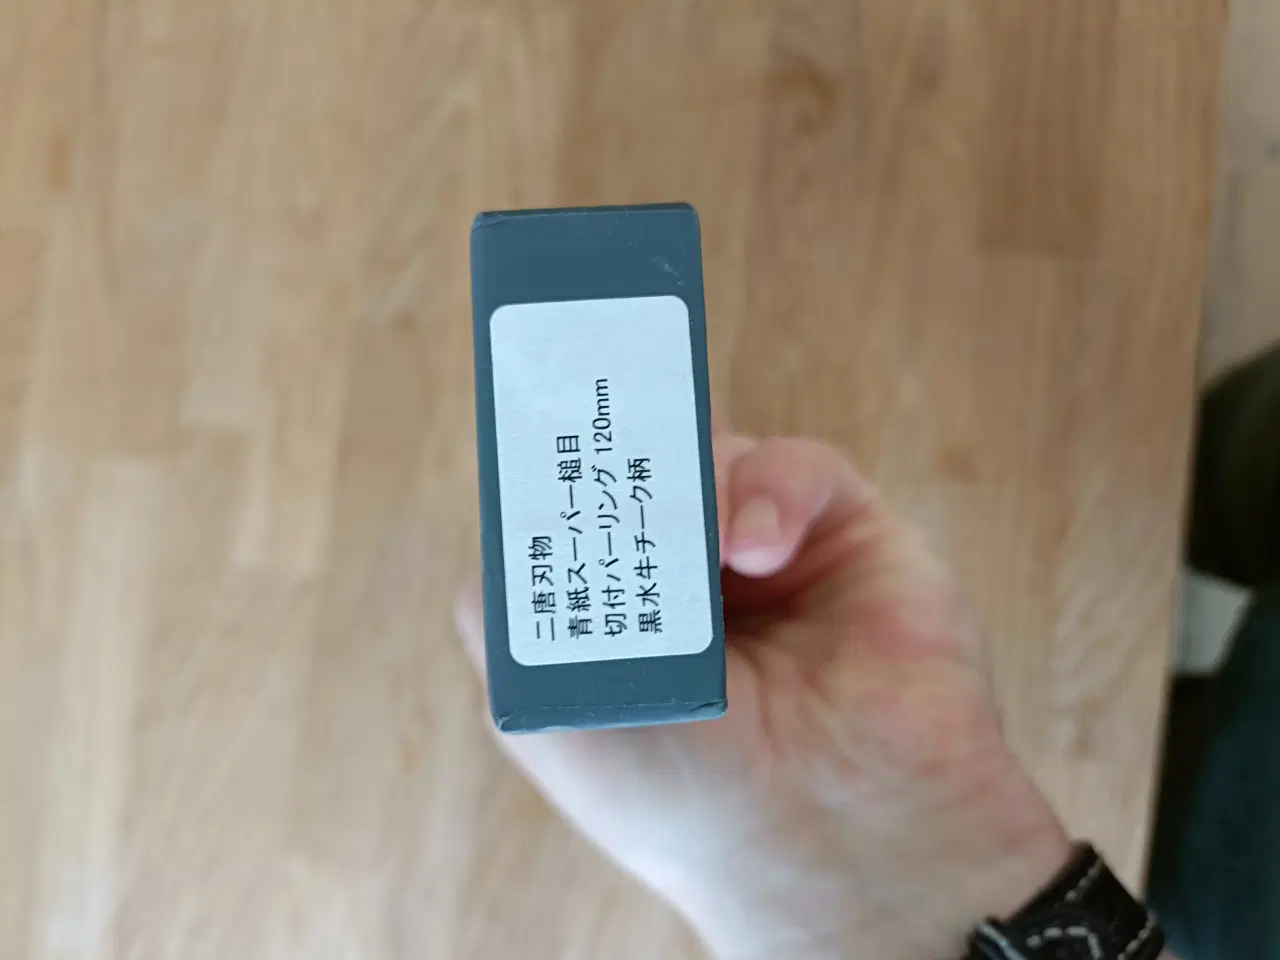 二唐刃物
青紙スーパー槌目
切付パーリング 120mm
黒水牛チーク柄